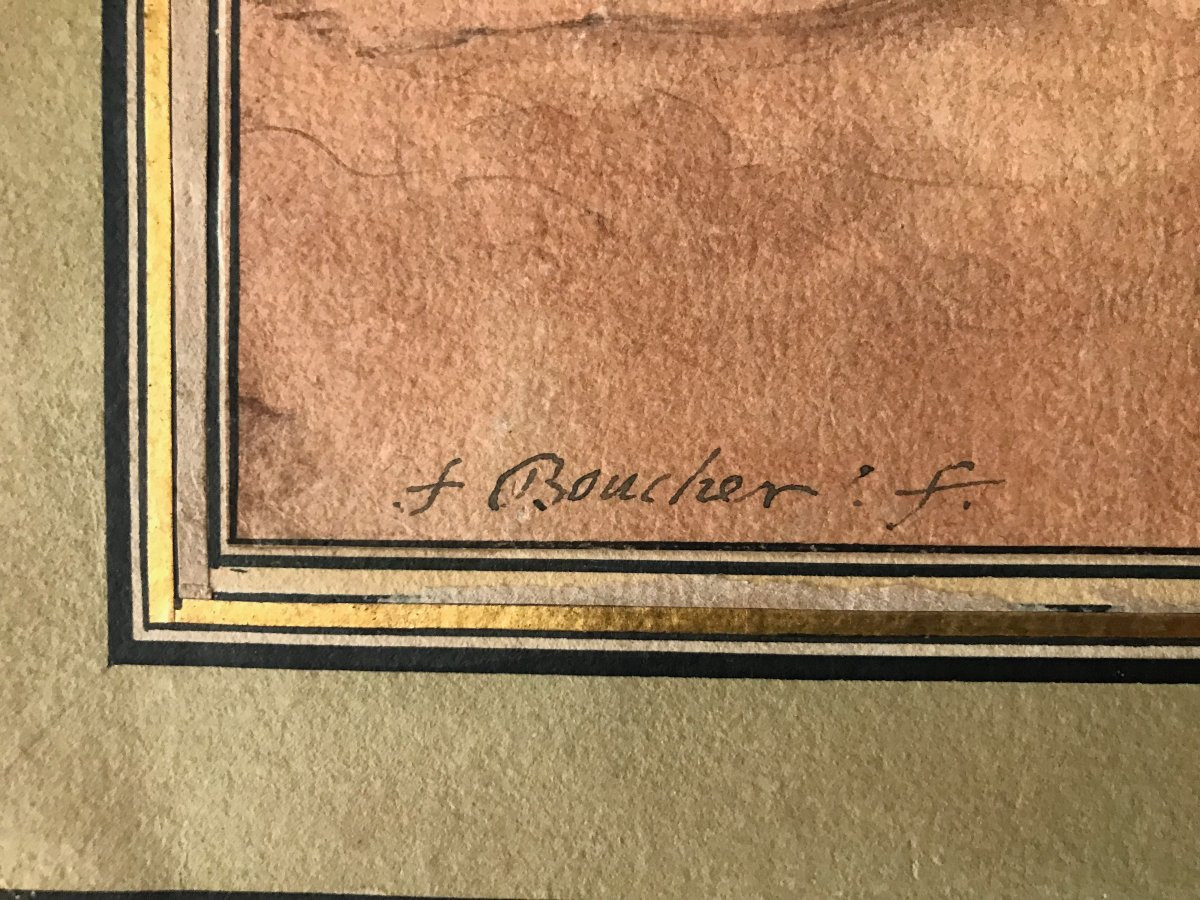 .f Boucher : f.